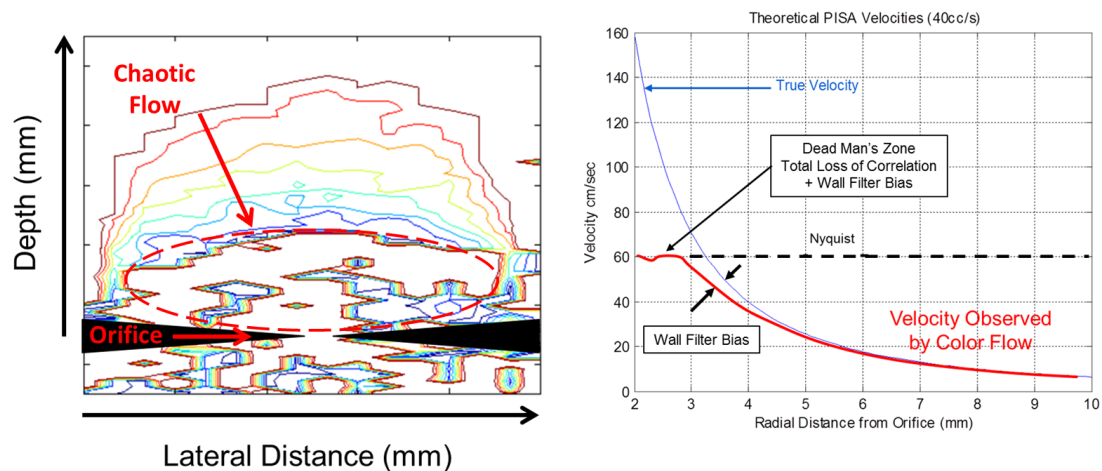 Depth (mm)
Chaotic
Flow
Orifice
Lateral Distance (mm)
Theoretical PISA Velocities (40cc/s)
Velocity cm/sec
160
140
120
100
80
60
40
20
0
True Velocity
Dead Man's Zone
Total Loss of Correlation
+ Wall Filter Bias
Nyquist
Wall Filter Bias
Velocity Observed
by Color Flow
2 3 4 5 6 7 8 9 10
Radial Distance from Orifice (mm)